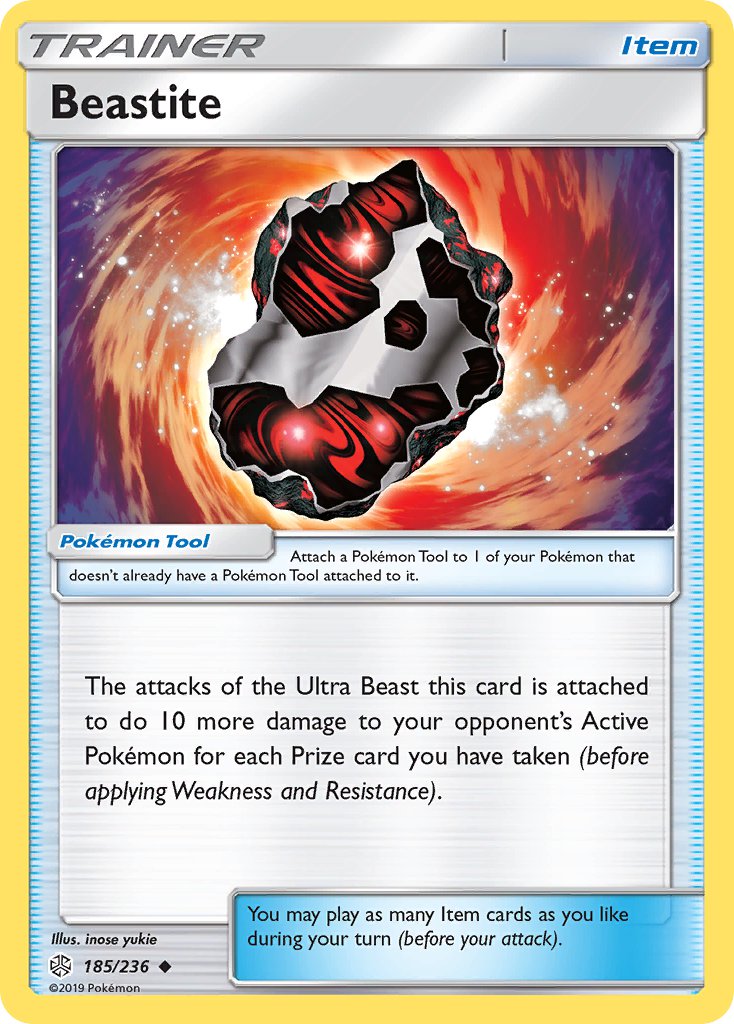 TRAINER
Item
Beastite
Pokémon Tool
Attach a Pokémon Tool to 1 of your Pokémon that
doesn't already have a Pokémon Tool attached to it.
The attacks of the Ultra Beast this card is attached
to do 10 more damage to your opponent's Active
Pokémon for each Prize card you have taken (before
applying Weakness and Resistance).
You may play as many Item cards as you like
during your turn (before your attack).
Illus. inose yukie
185/236
©2019 Pokémon